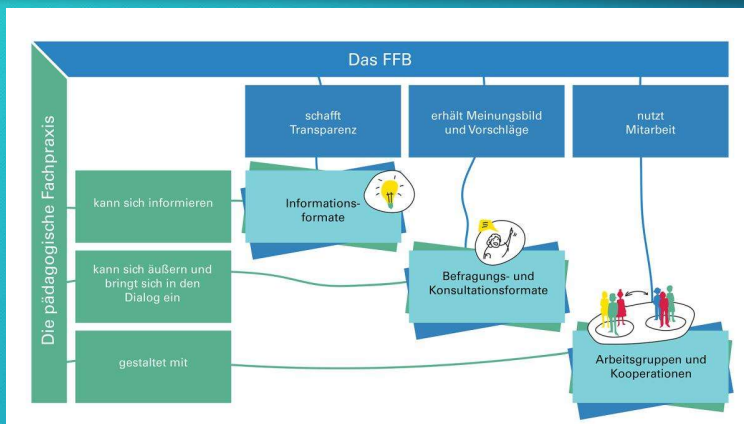 Das FFB
Die pädagogische Fachpraxis
schafft
Transparenz
erhält Meinungsbild
und Vorschläge
nutzt
Mitarbeit
kann sich informieren
Informations-
formate
kann sich äußern und
bringt sich in den
Dialog ein
Befragungs- und
Konsultationsformate
gestaltet mit
Arbeitsgruppen und
Kooperationen